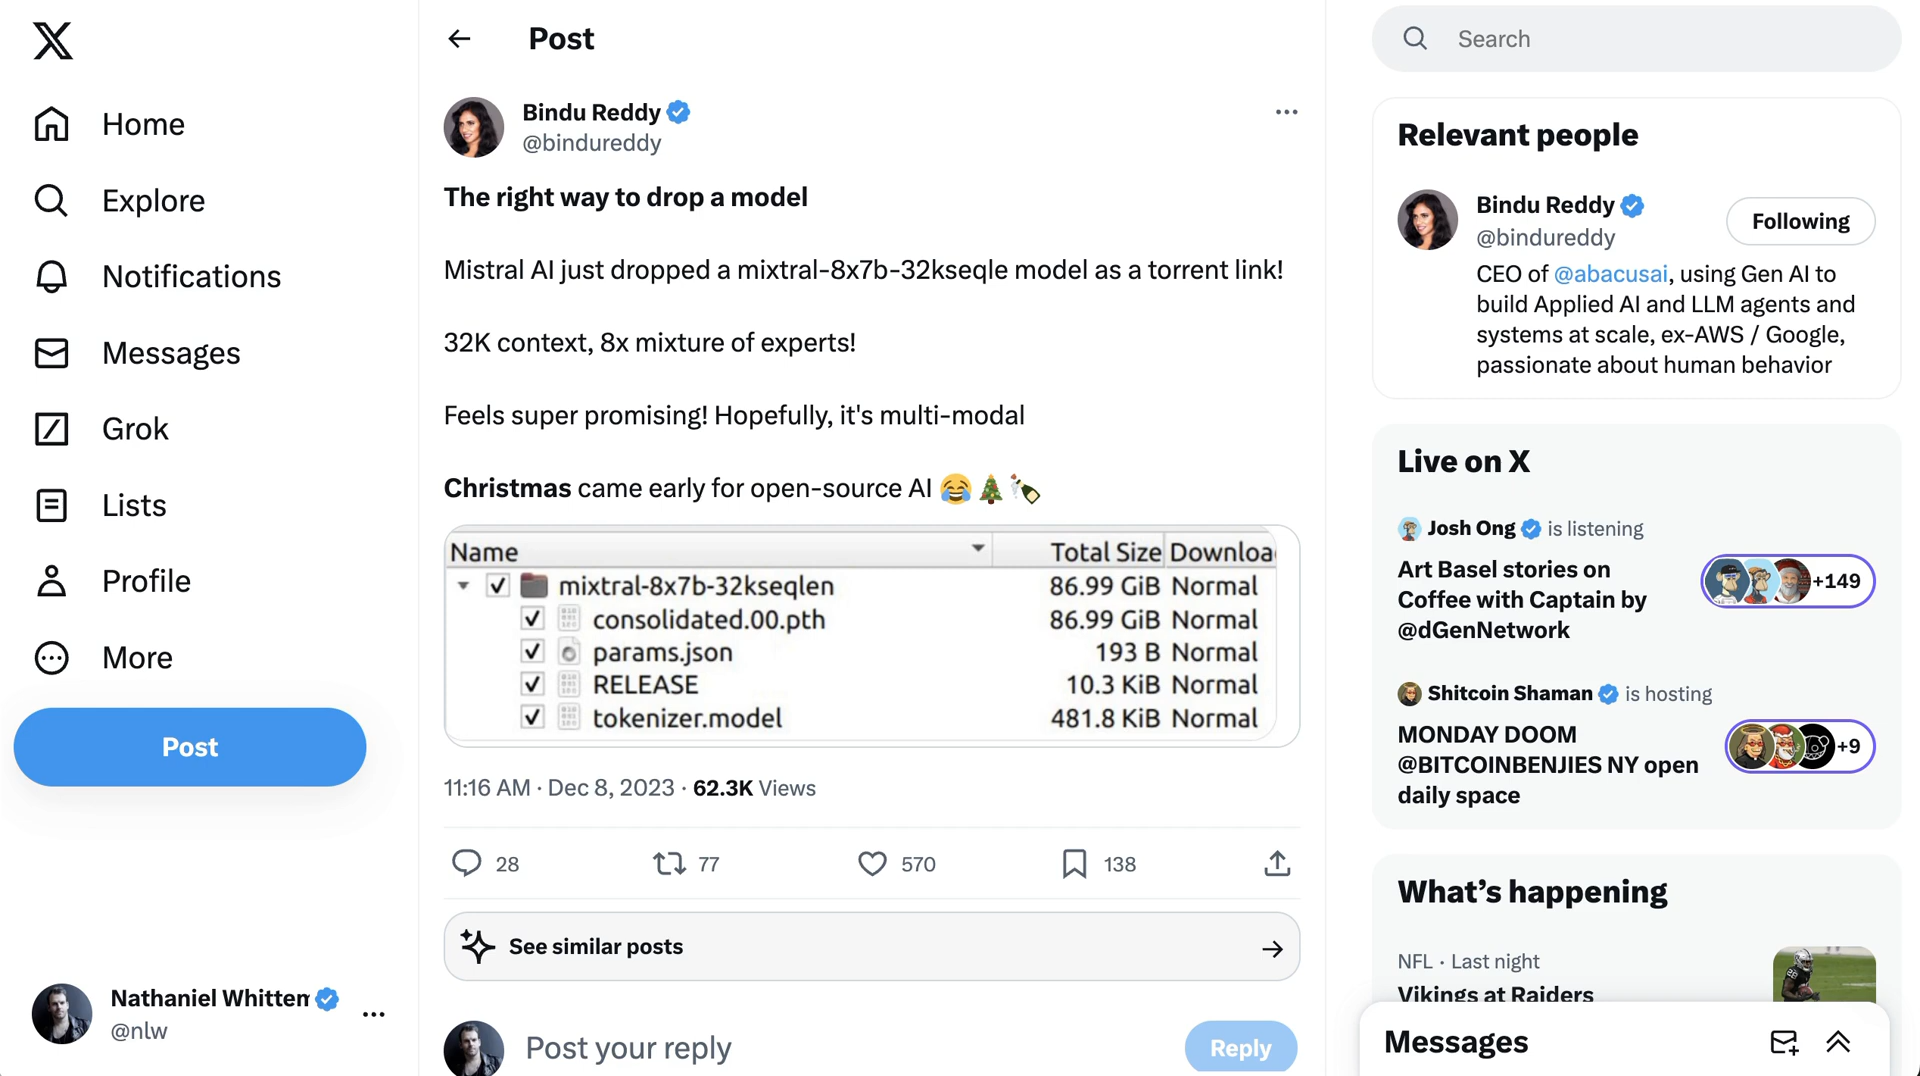 Home
Explore
Notifications
Messages
Grok
Lists
Profile
More
Post
Nathaniel Whittem
@nlw
Post
Bindu Reddy
@bindureddy
The right way to drop a model
Mistral AI just dropped a mixtral-8x7b-32kseqle model as a torrent link!
32K context, 8x mixture of experts!
Feels super promising! Hopefully, it's multi-modal
Christmas came early for open-source AI 😂🎄🍾
Name Total Size Downloa
mixtral-8x7b-32kseqlen 86.99 GiB Normal
consolidated.00.pth 86.99 GiB Normal
params.json 193 B Normal
RELEASE 10.3 KiB Normal
tokenizer.model 481.8 KiB Normal
11:16 AM · Dec 8, 2023 · 62.3K Views
28 77 570 138
See similar posts
Post your reply
Reply
Search
Relevant people
Bindu Reddy
@bindureddy
Following
CEO of @abacusai, using Gen AI to
build Applied AI and LLM agents and
systems at scale, ex-AWS / Google,
passionate about human behavior
Live on X
Josh Ong is listening
Art Basel stories on
Coffee with Captain by
@dGenNetwork
+149
Shitcoin Shaman is hosting
MONDAY DOOM
@BITCOINBENJIES NY open
daily space
+9
What's happening
NFL · Last night
Vikings at Raiders
Messages